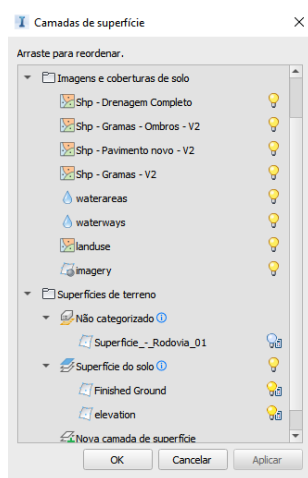 Camadas de superfície
Arraste para reordenar.
Imagens e coberturas de solo
Shp - Drenagem Completo
Shp - Gramas - Ombros - V2
Shp - Pavimento novo - V2
Shp - Gramas - V2
waterareas
waterways
landuse
imagery
Superfícies de terreno
Não categorizado
Superficie_-_Rodovia_01
Superfície do solo
Finished Ground
elevation
Nova camada de superfície
OK Cancelar Aplicar